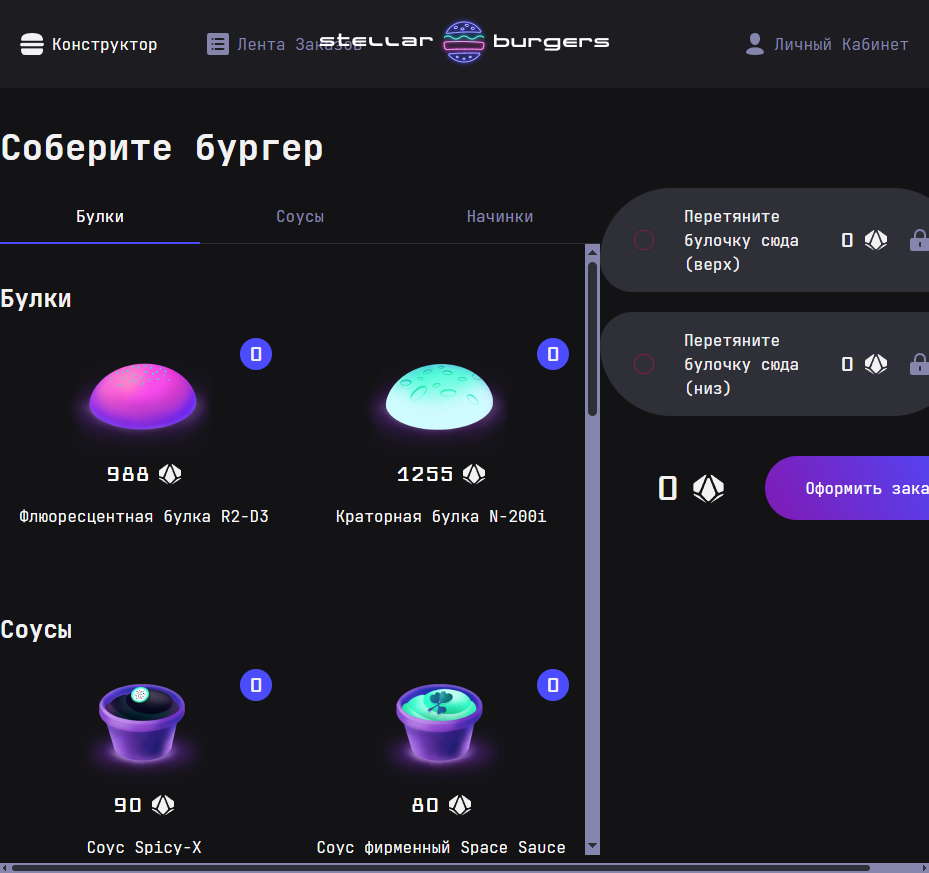 Конструктор
Лента Заказов
stellar burgers
Личный Кабинет
Соберите бургер
Булки
Соусы
Начинки
Булки
0
0
988
1255
Флюоресцентная булка R2-D3
Краторная булка N-200i
Соусы
0
0
90
80
Соус Spicy-X
Соус фирменный Space Sauce
Перетяните
булочку сюда
(верх)
0
Перетяните
булочку сюда
(низ)
0
0
Оформить зака